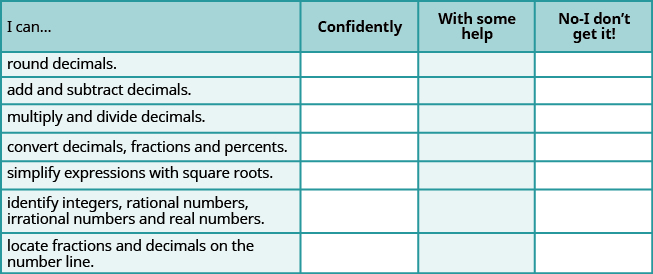 I can...
Confidently
With some
help
No-I don't
get it!
round decimals.
add and subtract decimals.
multiply and divide decimals.
convert decimals, fractions and percents.
simplify expressions with square roots.
identify integers, rational numbers,
irrational numbers and real numbers.
locate fractions and decimals on the
number line.